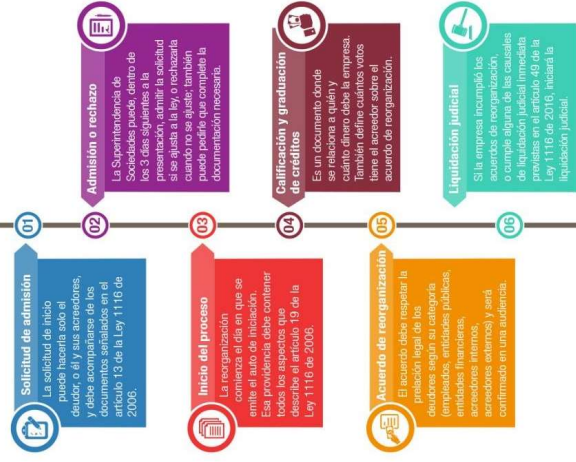 01
Solicitud de admisión
La solicitud de inicio
puede hacerla solo el
deudor, o él y sus acreedores,
y debe acompañarse de los
documentos señalados en el
artículo 13 de la Ley 1116 de
2006.
02
Admisión o rechazo
La Superintendencia de
Sociedades puede, dentro de
los 3 días siguientes a la
presentación, admitir la solicitud
si se ajusta a la ley, o rechazarla
cuando no se ajuste; también
puede pedirle que complete la
documentación necesaria.
03
Inicio del proceso
La reorganización
comienza el día en que se
emite el auto de iniciación.
Esa providencia debe contener
todos los aspectos que
describe el artículo 19 de la
Ley 1116 de 2006.
04
Calificación y graduación
de créditos
Es un documento donde
se relaciona a quién y
cuánto dinero debe la empresa.
También define cuántos votos
tiene el acreedor sobre el
acuerdo de reorganización.
05
Acuerdo de reorganización
El acuerdo debe respetar la
prelación legal de los
deudores según su categoría
(empleados, entidades públicas,
entidades financieras,
acreedores internos,
acreedores externos) y será
confirmado en una audiencia.
06
Liquidación judicial
Si la empresa incumplió los
acuerdos de reorganización,
o cumple alguna de las causales
de liquidación judicial inmediata
previstas en el artículo 49 de la
Ley 1116 de 2016, iniciará la
liquidación judicial.